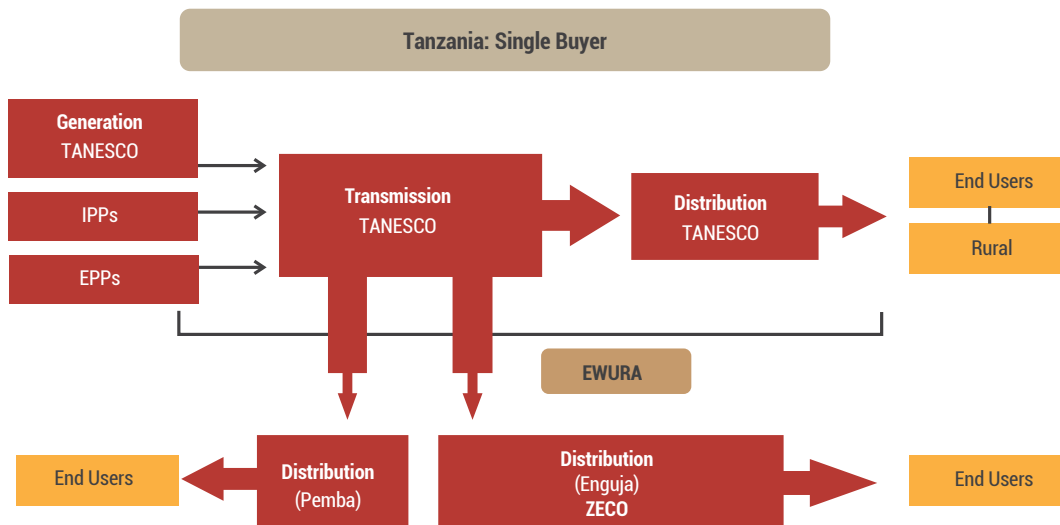 Tanzania: Single Buyer
Generation
TANESCO
IPPs
EPPs
Transmission
TANESCO
Distribution
TANESCO
End Users
Rural
EWURA
End Users
Distribution
(Pemba)
Distribution
(Enguja)
ZECO
End Users